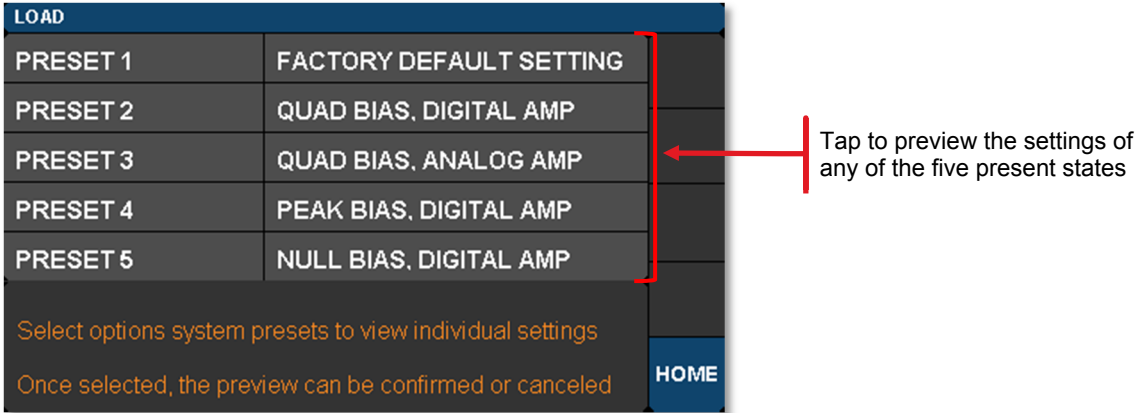 LOAD
PRESET 1 FACTORY DEFAULT SETTING
PRESET 2 QUAD BIAS, DIGITAL AMP
PRESET 3 QUAD BIAS, ANALOG AMP
PRESET 4 PEAK BIAS, DIGITAL AMP
PRESET 5 NULL BIAS, DIGITAL AMP
Select options system presets to view individual settings
Once selected, the preview can be confirmed or canceled
HOME
Tap to preview the settings of
any of the five present states